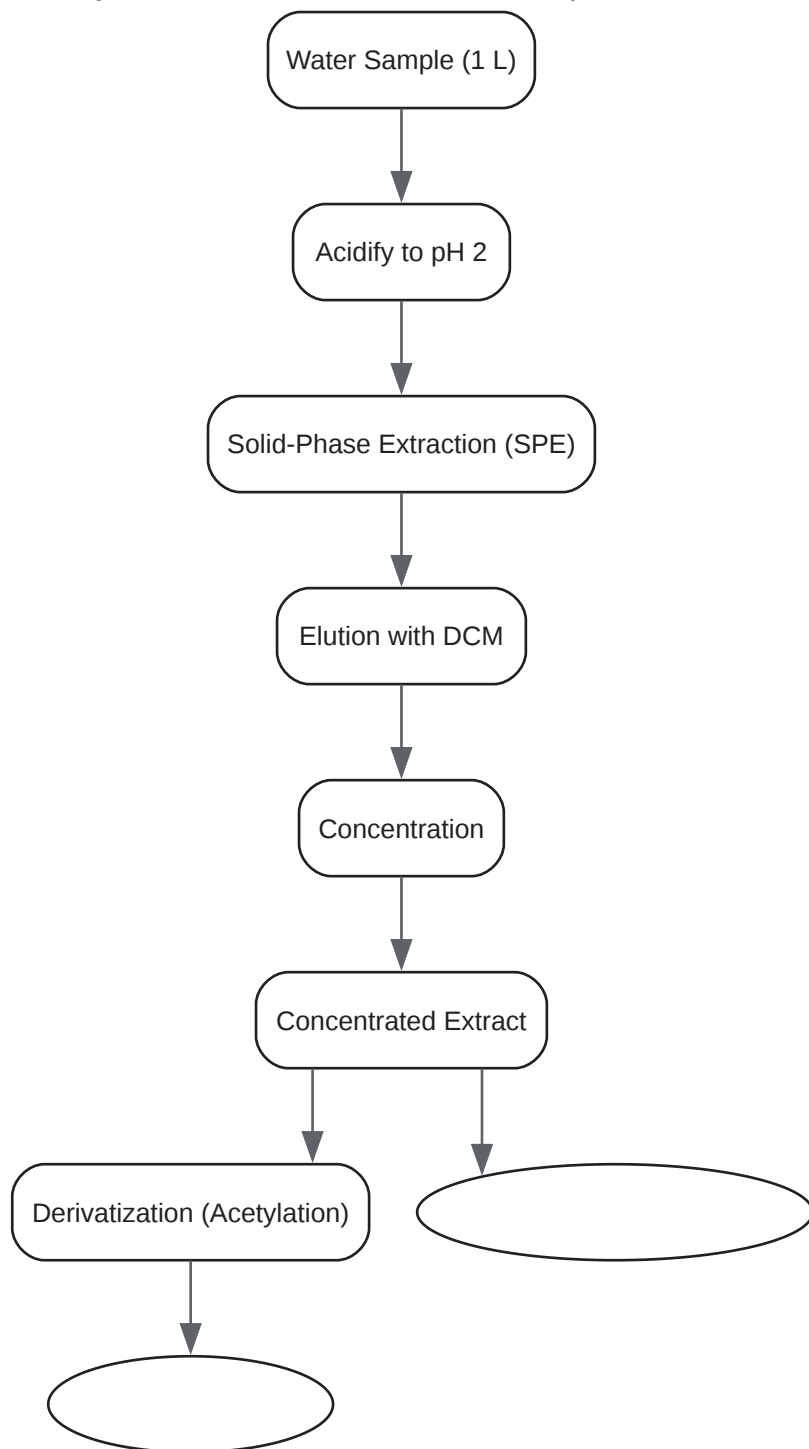 Water Sample (1 L)
Acidify to pH 2
Solid-Phase Extraction (SPE)
Elution with DCM
Concentration
Concentrated Extract
Derivatization (Acetylation)